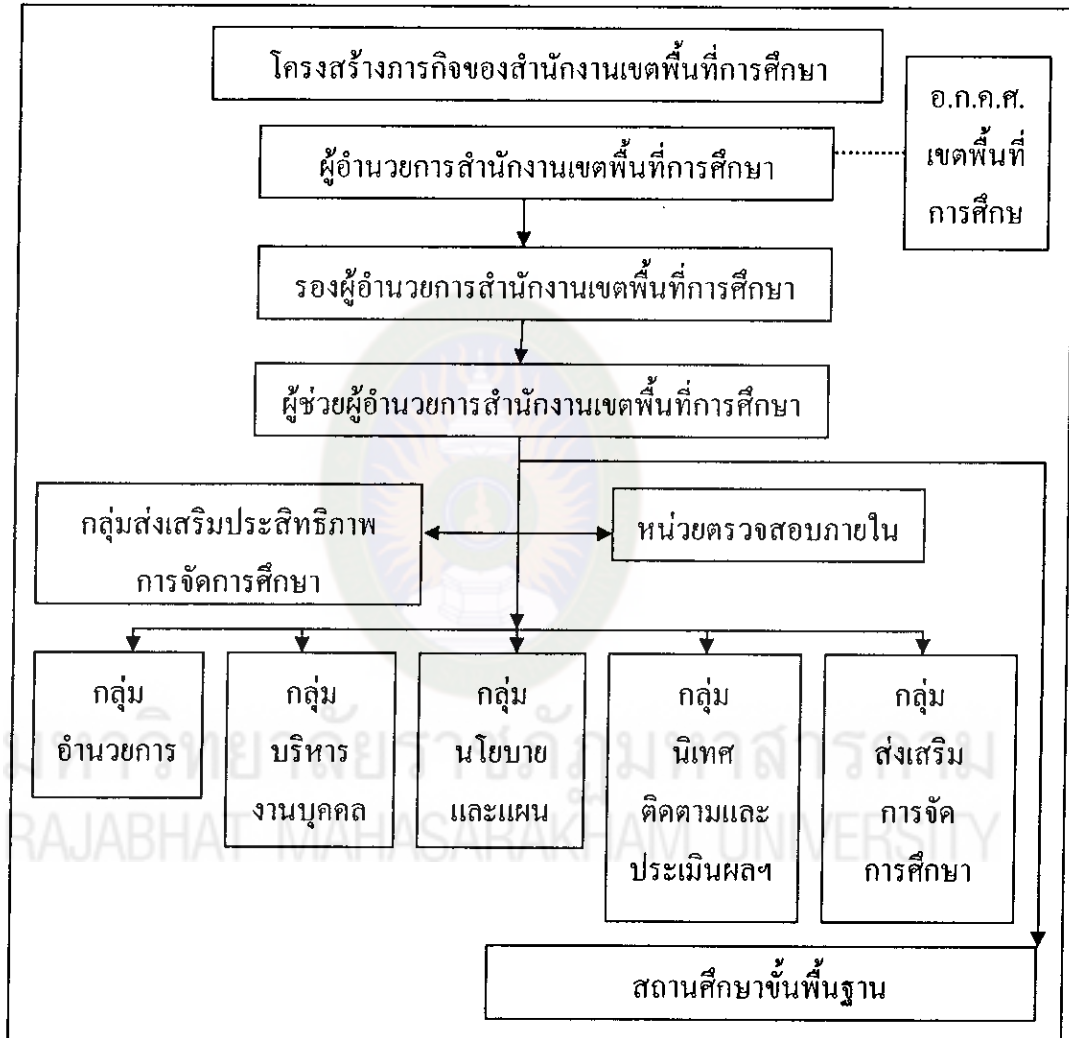 โครงสร้างภารกิจของสำนักงานเขตพื้นที่การศึกษา
อ.ก.ค.ศ.
เขตพื้นที่
การศึกษ
ผู้อำนวยการสำนักงานเขตพื้นที่การศึกษา
รองผู้อำนวยการสำนักงานเขตพื้นที่การศึกษา
ผู้ช่วยผู้อำนวยการสำนักงานเขตพื้นที่การศึกษา
กลุ่มส่งเสริมประสิทธิภาพ
การจัดการศึกษา
หน่วยตรวจสอบภายใน
กลุ่ม
อำนวยการ
กลุ่ม
บริหาร
งานบุคคล
กลุ่ม
นโยบาย
และแผน
กลุ่ม
นิเทศ
ติดตามและ
ประเมินผลฯ
กลุ่ม
ส่งเสริม
การจัด
การศึกษา
สถานศึกษาขั้นพื้นฐาน
มหาวิทยาลัยราชภัฏมหาสารคาม
RAJABHAT MAHASARAKHAM UNIVERSITY